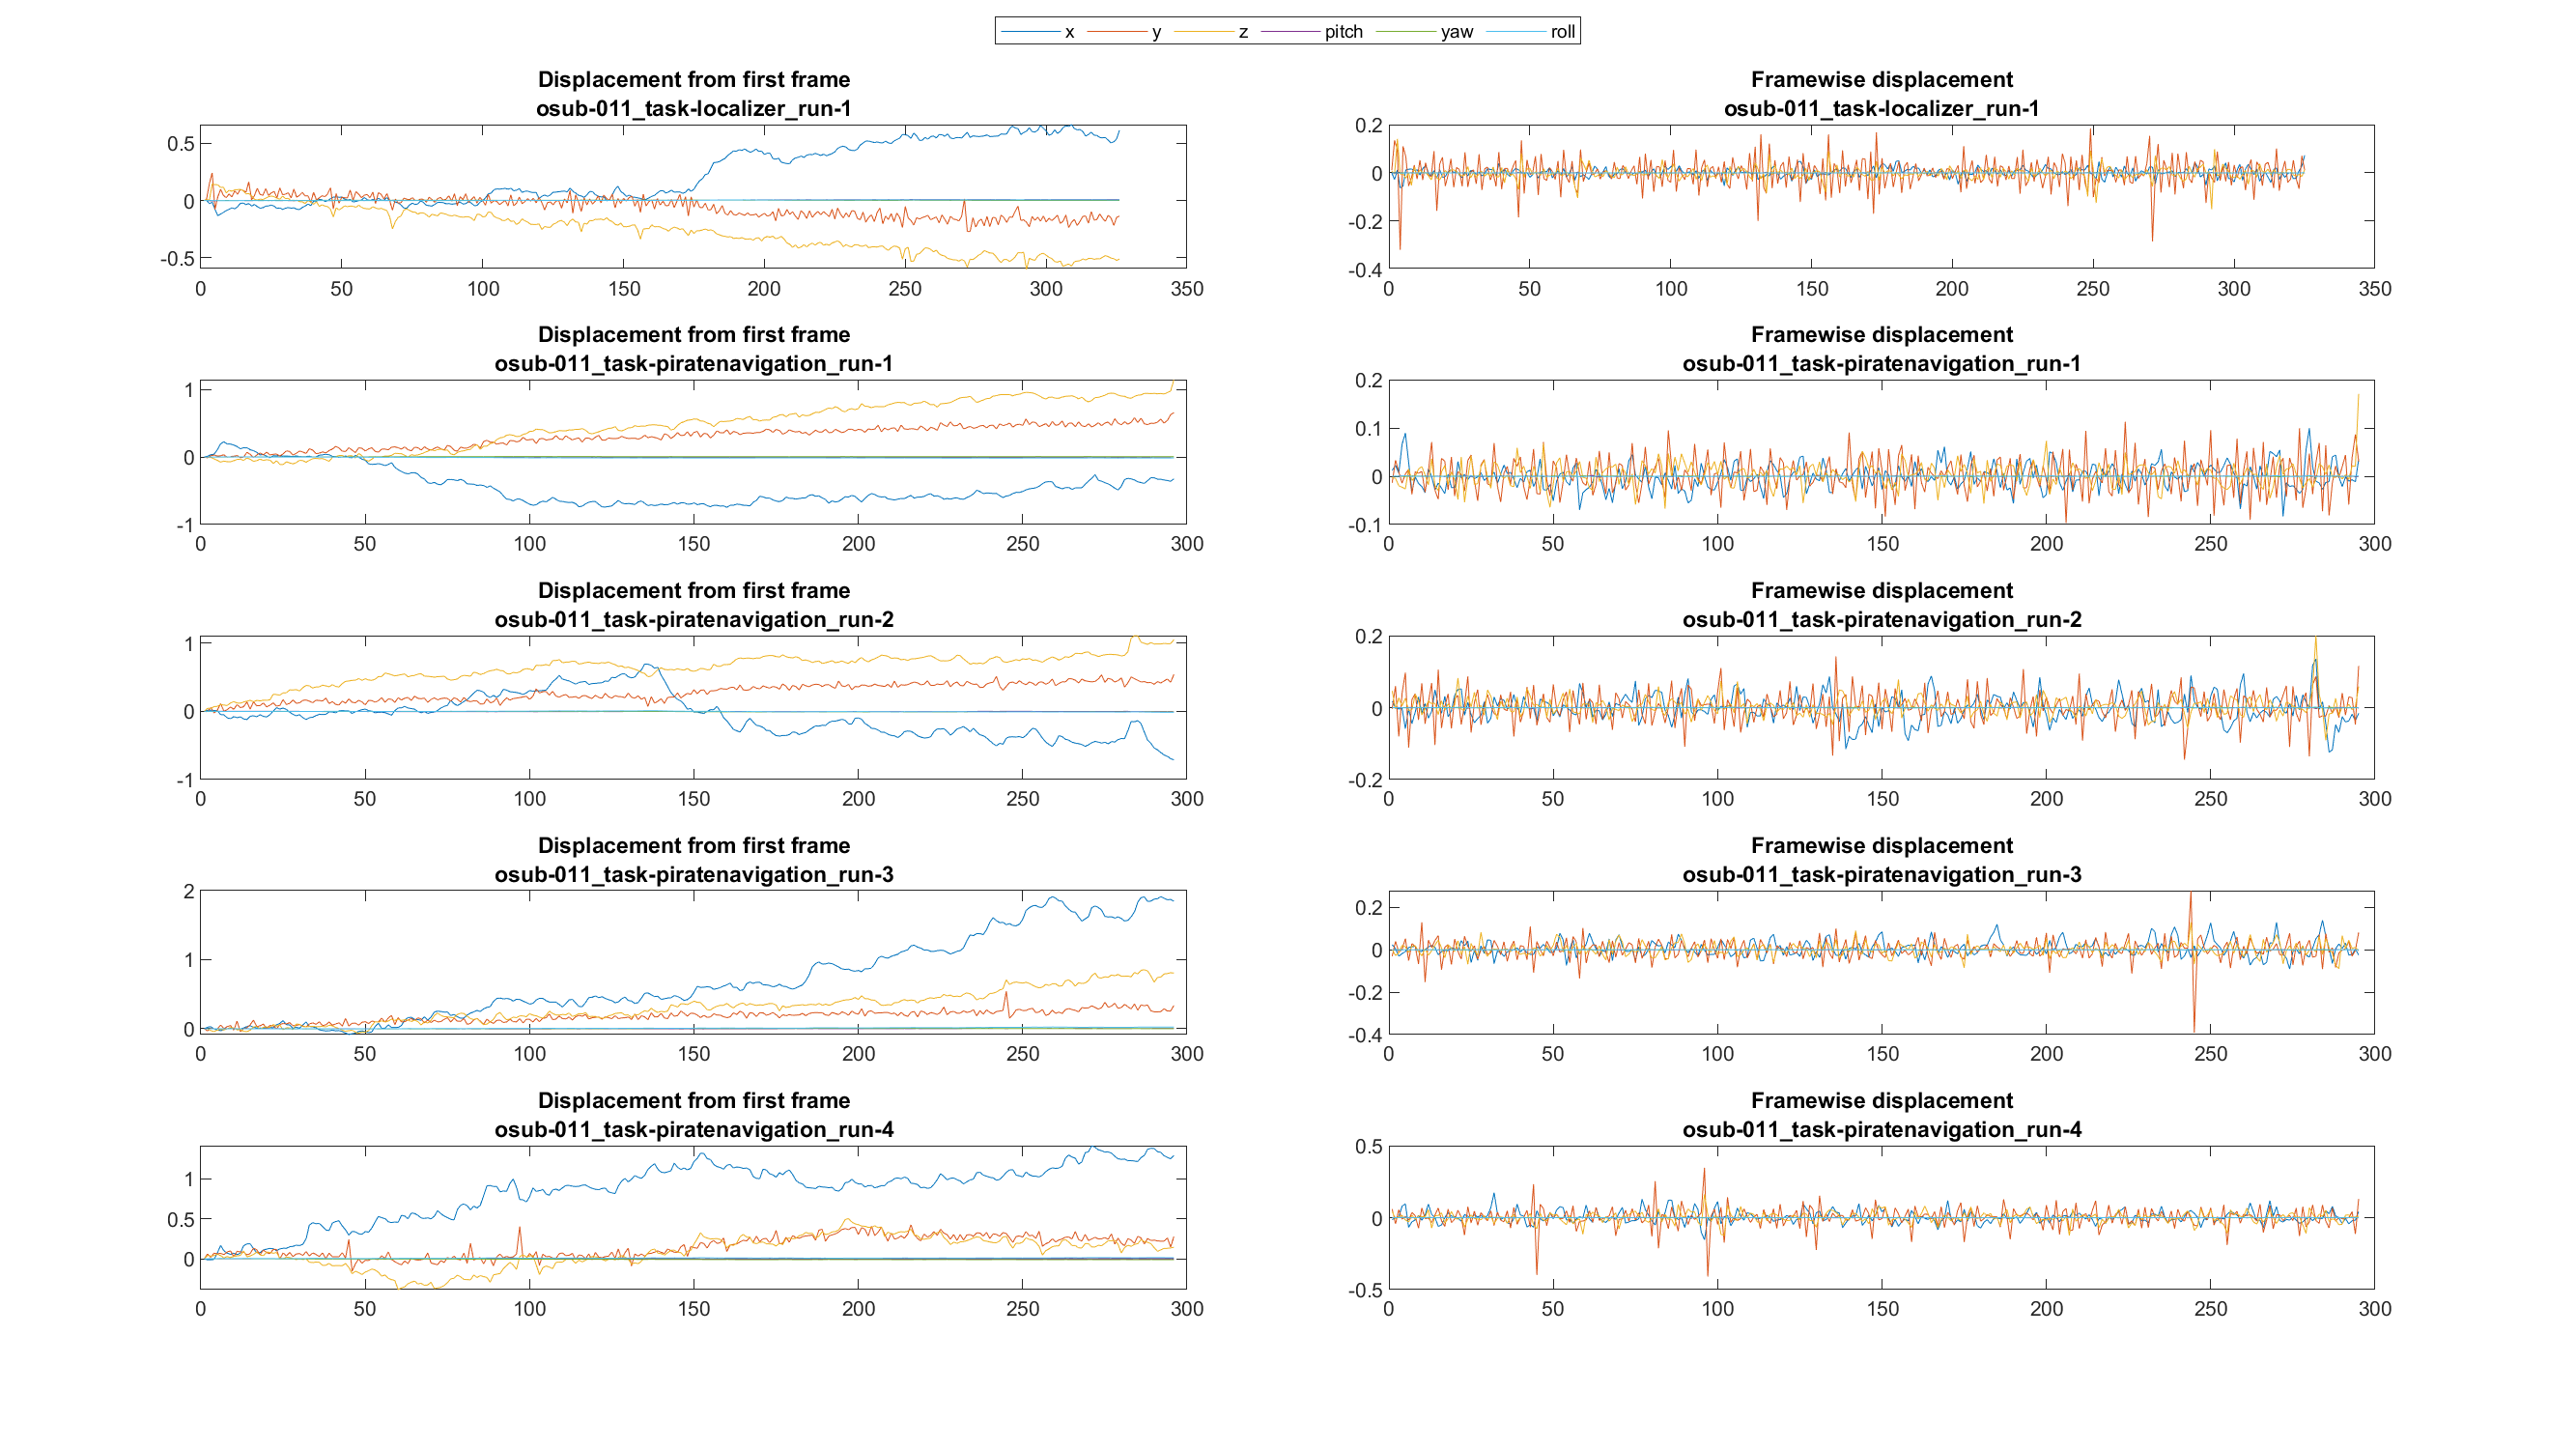 x y z pitch yaw roll
Displacement from first frame
osub-011_task-localizer_run-1
0.5
0
-0.5
0 50 100 150 200 250 300 350
Framewise displacement
osub-011_task-localizer_run-1
0.2
0
-0.2
-0.4
0 50 100 150 200 250 300 350
Displacement from first frame
osub-011_task-piratenavigation_run-1
1
0
-1
0 50 100 150 200 250 300
Framewise displacement
osub-011_task-piratenavigation_run-1
0.2
0.1
0
-0.1
0 50 100 150 200 250 300
Displacement from first frame
osub-011_task-piratenavigation_run-2
1
0
-1
0 50 100 150 200 250 300
Framewise displacement
osub-011_task-piratenavigation_run-2
0.2
0
-0.2
0 50 100 150 200 250 300
Displacement from first frame
osub-011_task-piratenavigation_run-3
2
1
0
0 50 100 150 200 250 300
Framewise displacement
osub-011_task-piratenavigation_run-3
0.2
0
-0.2
-0.4
0 50 100 150 200 250 300
Displacement from first frame
osub-011_task-piratenavigation_run-4
1
0.5
0
0 50 100 150 200 250 300
Framewise displacement
osub-011_task-piratenavigation_run-4
0.5
0
-0.5
0 50 100 150 200 250 300